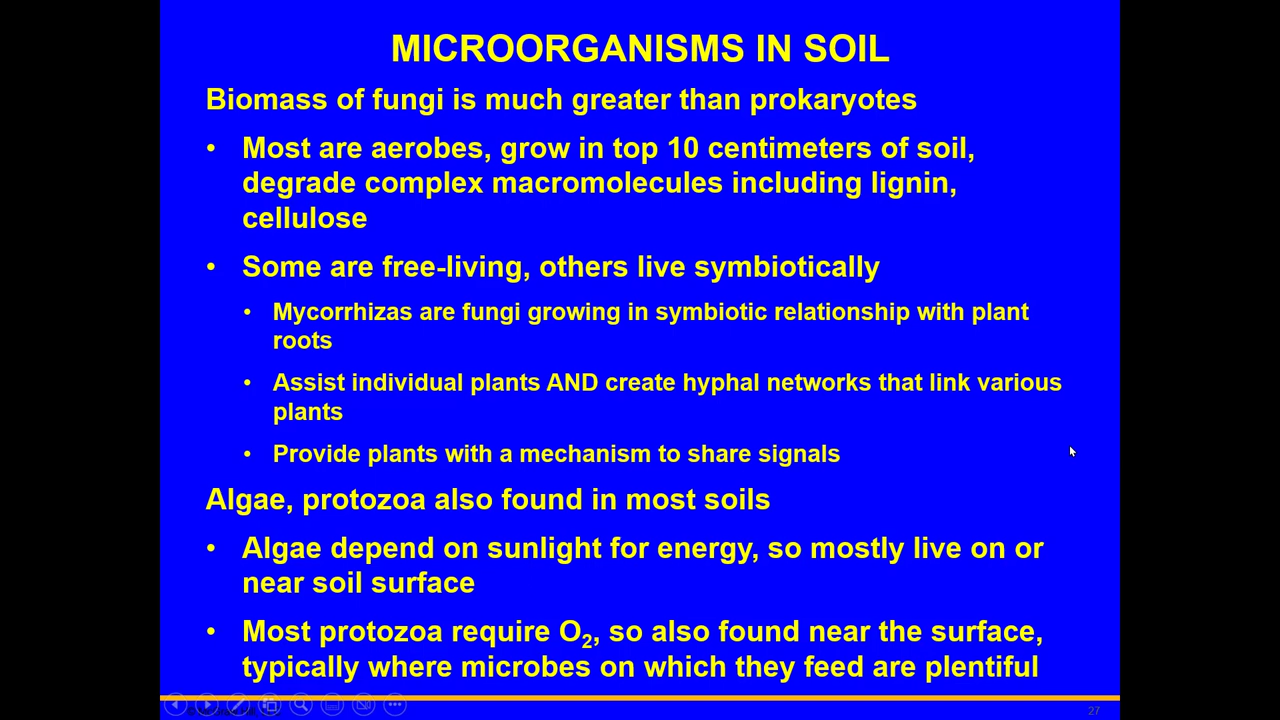 MICROORGANISMS IN SOIL
Biomass of fungi is much greater than prokaryotes
• Most are aerobes, grow in top 10 centimeters of soil,
degrade complex macromolecules including lignin,
cellulose
• Some are free-living, others live symbiotically
• Mycorrhizas are fungi growing in symbiotic relationship with plant
roots
• Assist individual plants AND create hyphal networks that link various
plants
• Provide plants with a mechanism to share signals
Algae, protozoa also found in most soils
• Algae depend on sunlight for energy, so mostly live on or
near soil surface
• Most protozoa require O₂, so also found near the surface,
typically where microbes on which they feed are plentiful
27